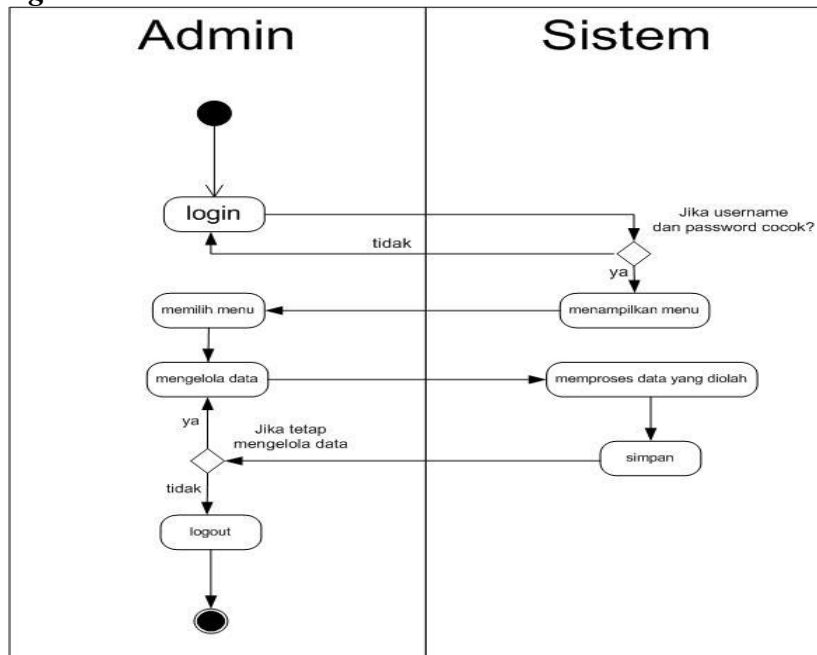 Admin
Sistem
login
Jika username
dan password cocok?
tidak
ya
memilih menu
menampilkan menu
mengelola data
memproses data yang diolah
ya
Jika tetap
mengelola data
simpan
tidak
logout